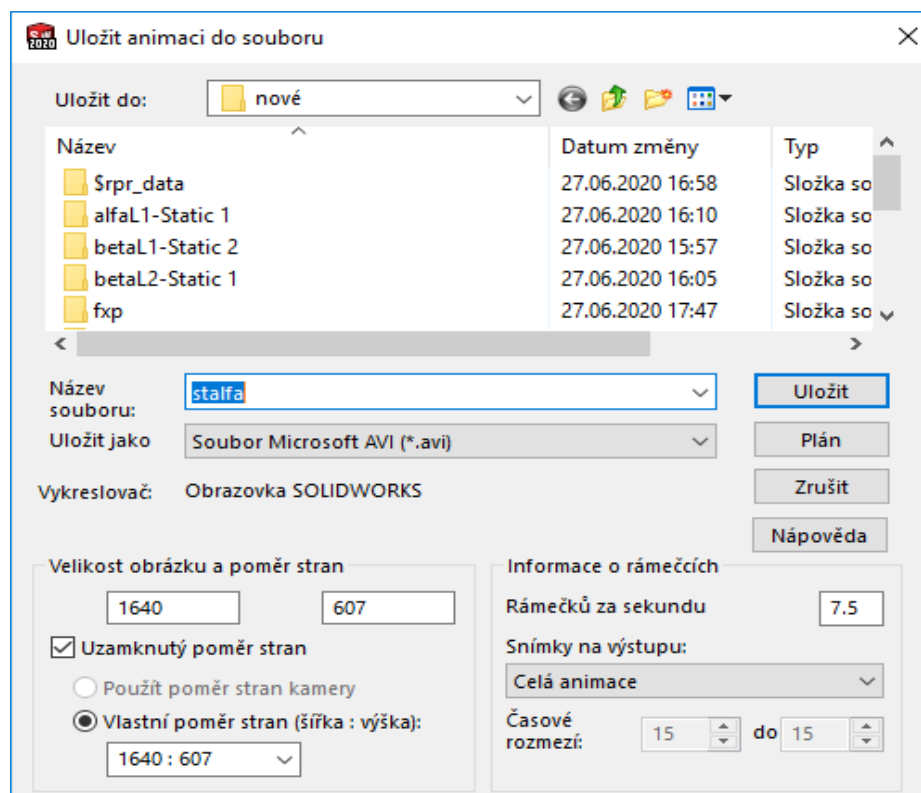 Uložit animaci do souboru
Uložit do: nové
Název Datum změny Typ
$rpr_data 27.06.2020 16:58 Složka so
alfaL1-Static 1 27.06.2020 16:10 Složka so
betaL1-Static 2 27.06.2020 15:57 Složka so
betaL2-Static 1 27.06.2020 16:05 Složka so
fxp 27.06.2020 17:47 Složka so
Název souboru: stalfa Uložit
Uložit jako Soubor Microsoft AVI (*.avi) Plán
Vykreslovač: Obrazovka SOLIDWORKS Zrušit
Nápověda
Velikost obrázku a poměr stran
1640 607
Uzamknutý poměr stran
Použít poměr stran kamery
Vlastní poměr stran (šířka : výška):
1640 : 607
Informace o rámečcích
Rámečků za sekundu 7.5
Snímky na výstupu:
Celá animace
Časové rozmezí: 15 do 15